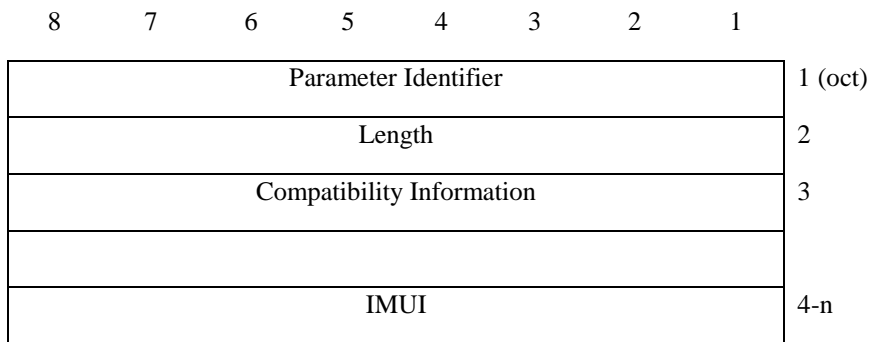 8 7 6 5 4 3 2 1
Parameter Identifier 1 (oct)
Length 2
Compatibility Information 3
IMUI 4-n